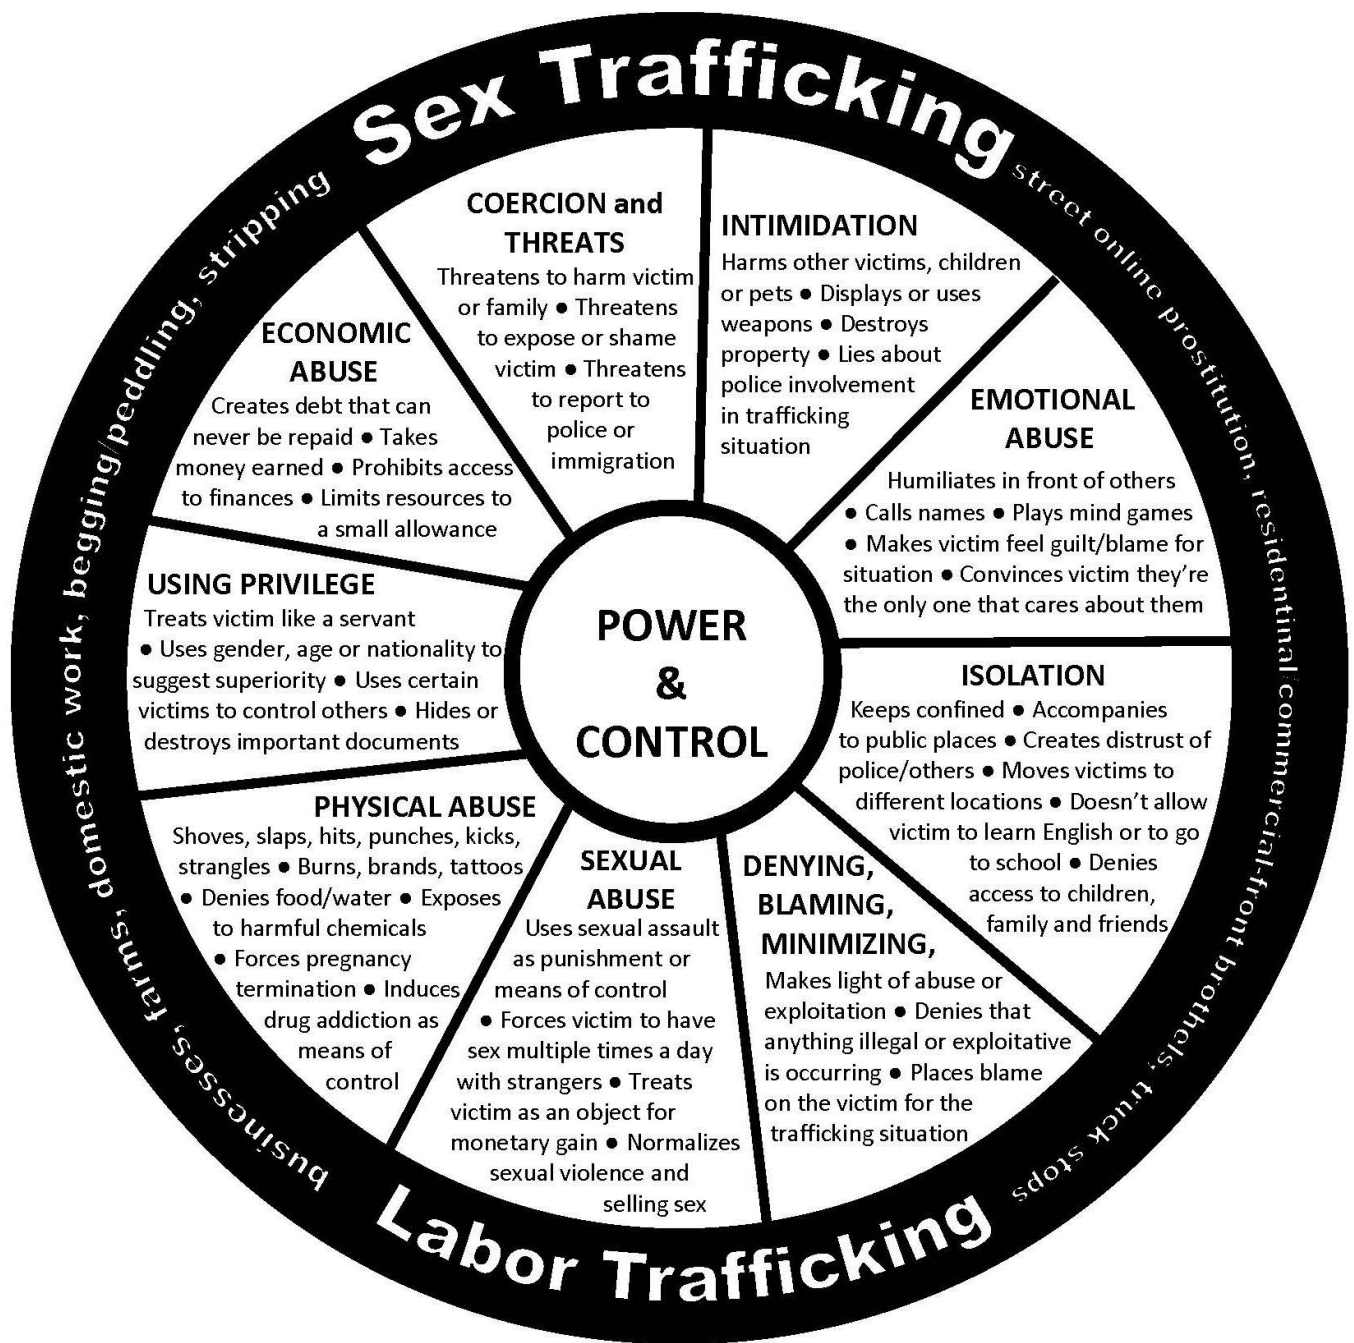 Sex Trafficking
street online prostitution, residentinal/commercial-front brothels, truck stops
Labor Trafficking
businesses, farms, domestic work, begging/peddling, stripping
POWER
&
CONTROL
COERCION and
THREATS
Threatens to harm victim
or family ● Threatens
to expose or shame
victim ● Threatens
to report to
police or
immigration
INTIMIDATION
Harms other victims, children
or pets ● Displays or uses
weapons ● Destroys
property ● Lies about
police involvement
in trafficking
situation
EMOTIONAL
ABUSE
Humiliates in front of others
● Calls names ● Plays mind games
● Makes victim feel guilt/blame for
situation ● Convinces victim they're
the only one that cares about them
ISOLATION
Keeps confined ● Accompanies
to public places ● Creates distrust of
police/others ● Moves victims to
different locations ● Doesn't allow
victim to learn English or to go
to school ● Denies
access to children,
family and friends
DENYING,
BLAMING,
MINIMIZING,
Makes light of abuse or
exploitation ● Denies that
anything illegal or exploitative
is occurring ● Places blame
on the victim for the
trafficking situation
SEXUAL
ABUSE
Uses sexual assault
as punishment or
means of control
● Forces victim to have
sex multiple times a day
with strangers ● Treats
victim as an object for
monetary gain ● Normalizes
sexual violence and
selling sex
PHYSICAL ABUSE
Shoves, slaps, hits, punches, kicks,
strangles ● Burns, brands, tattoos
● Denies food/water ● Exposes
to harmful chemicals
● Forces pregnancy
termination ● Induces
drug addiction as
means of
control
USING PRIVILEGE
Treats victim like a servant
● Uses gender, age or nationality to
suggest superiority ● Uses certain
victims to control others ● Hides or
destroys important documents
ECONOMIC
ABUSE
Creates debt that can
never be repaid ● Takes
money earned ● Prohibits access
to finances ● Limits resources to
a small allowance